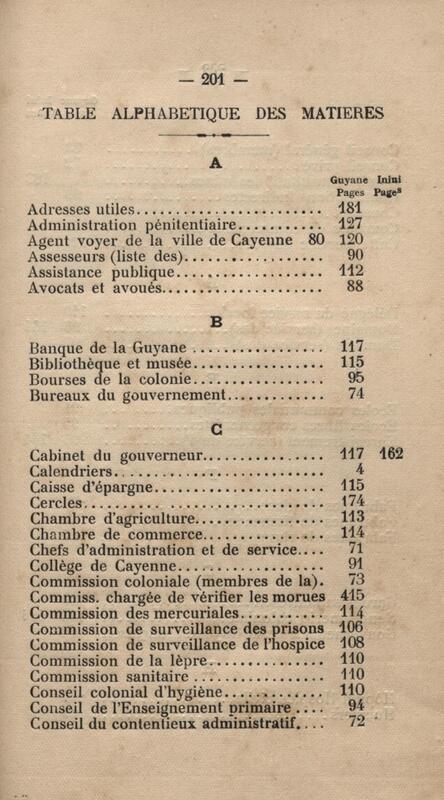 — 201 —
TABLE ALPHABETIQUE DES MATIERES
A
Guyane Inini
Pages Pages
Adresses utiles........................ 181
Administration pénitentiaire........... 127
Agent voyer de la ville de Cayenne 80 120
Assesseurs (liste des).................. 90
Assistance publique................... 112
Avocats et avoués.................... 88
B
Banque de la Guyane ................. 117
Bibliothèque et musée................. 115
Bourses de la colonie................. 95
Bureaux du gouvernement............ 74
C
Cabinet du gouverneur............... 117 162
Calendriers.......................... 4
Caisse d'épargne..................... 115
Cercles.............................. 174
Chambre d'agriculture................ 113
Chambre de commerce............... 114
Chefs d'administration et de service.... 71
Collège de Cayenne................... 91
Commission coloniale (membres de la). 73
Commiss. chargée de vérifier les morues 415
Commission des mercuriales........... 114
Commission de surveillance des prisons 106
Commission de surveillance de l'hospice 108
Commission de la lèpre............... 110
Commission sanitaire ................. 110
Conseil colonial d'hygiène............. 110
Conseil de l'Enseignement primaire .... 94
Conseil du contentieux administratif.... 72